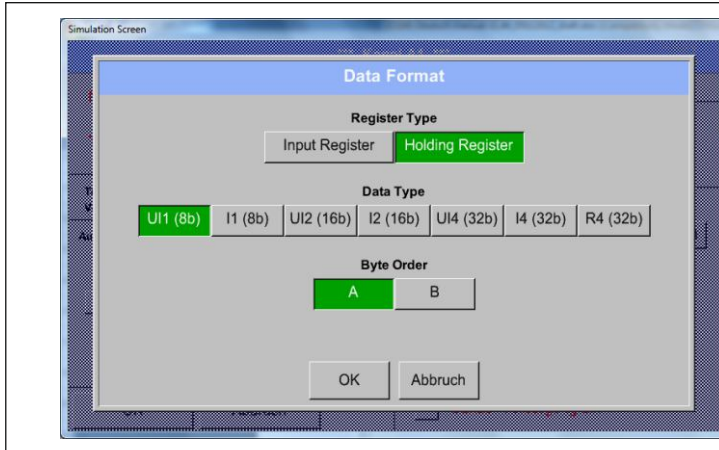 Simulation Screen
Data Format
Register Type
Input Register Holding Register
Data Type
UI1 (8b) I1 (8b) UI2 (16b) I2 (16b) UI4 (32b) I4 (32b) R4 (32b)
Byte Order
A B
OK Abbruch